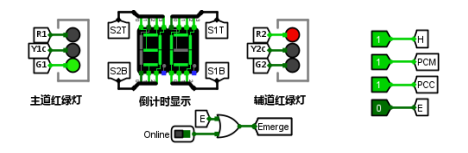 R1
Y1c
G1
主道红绿灯
S2T
S1T
S2B
S1B
倒计时显示
R2
Y2c
G2
辅道红绿灯
E
Online
Emerge
1 H
1 PCM
1 PCC
0 E